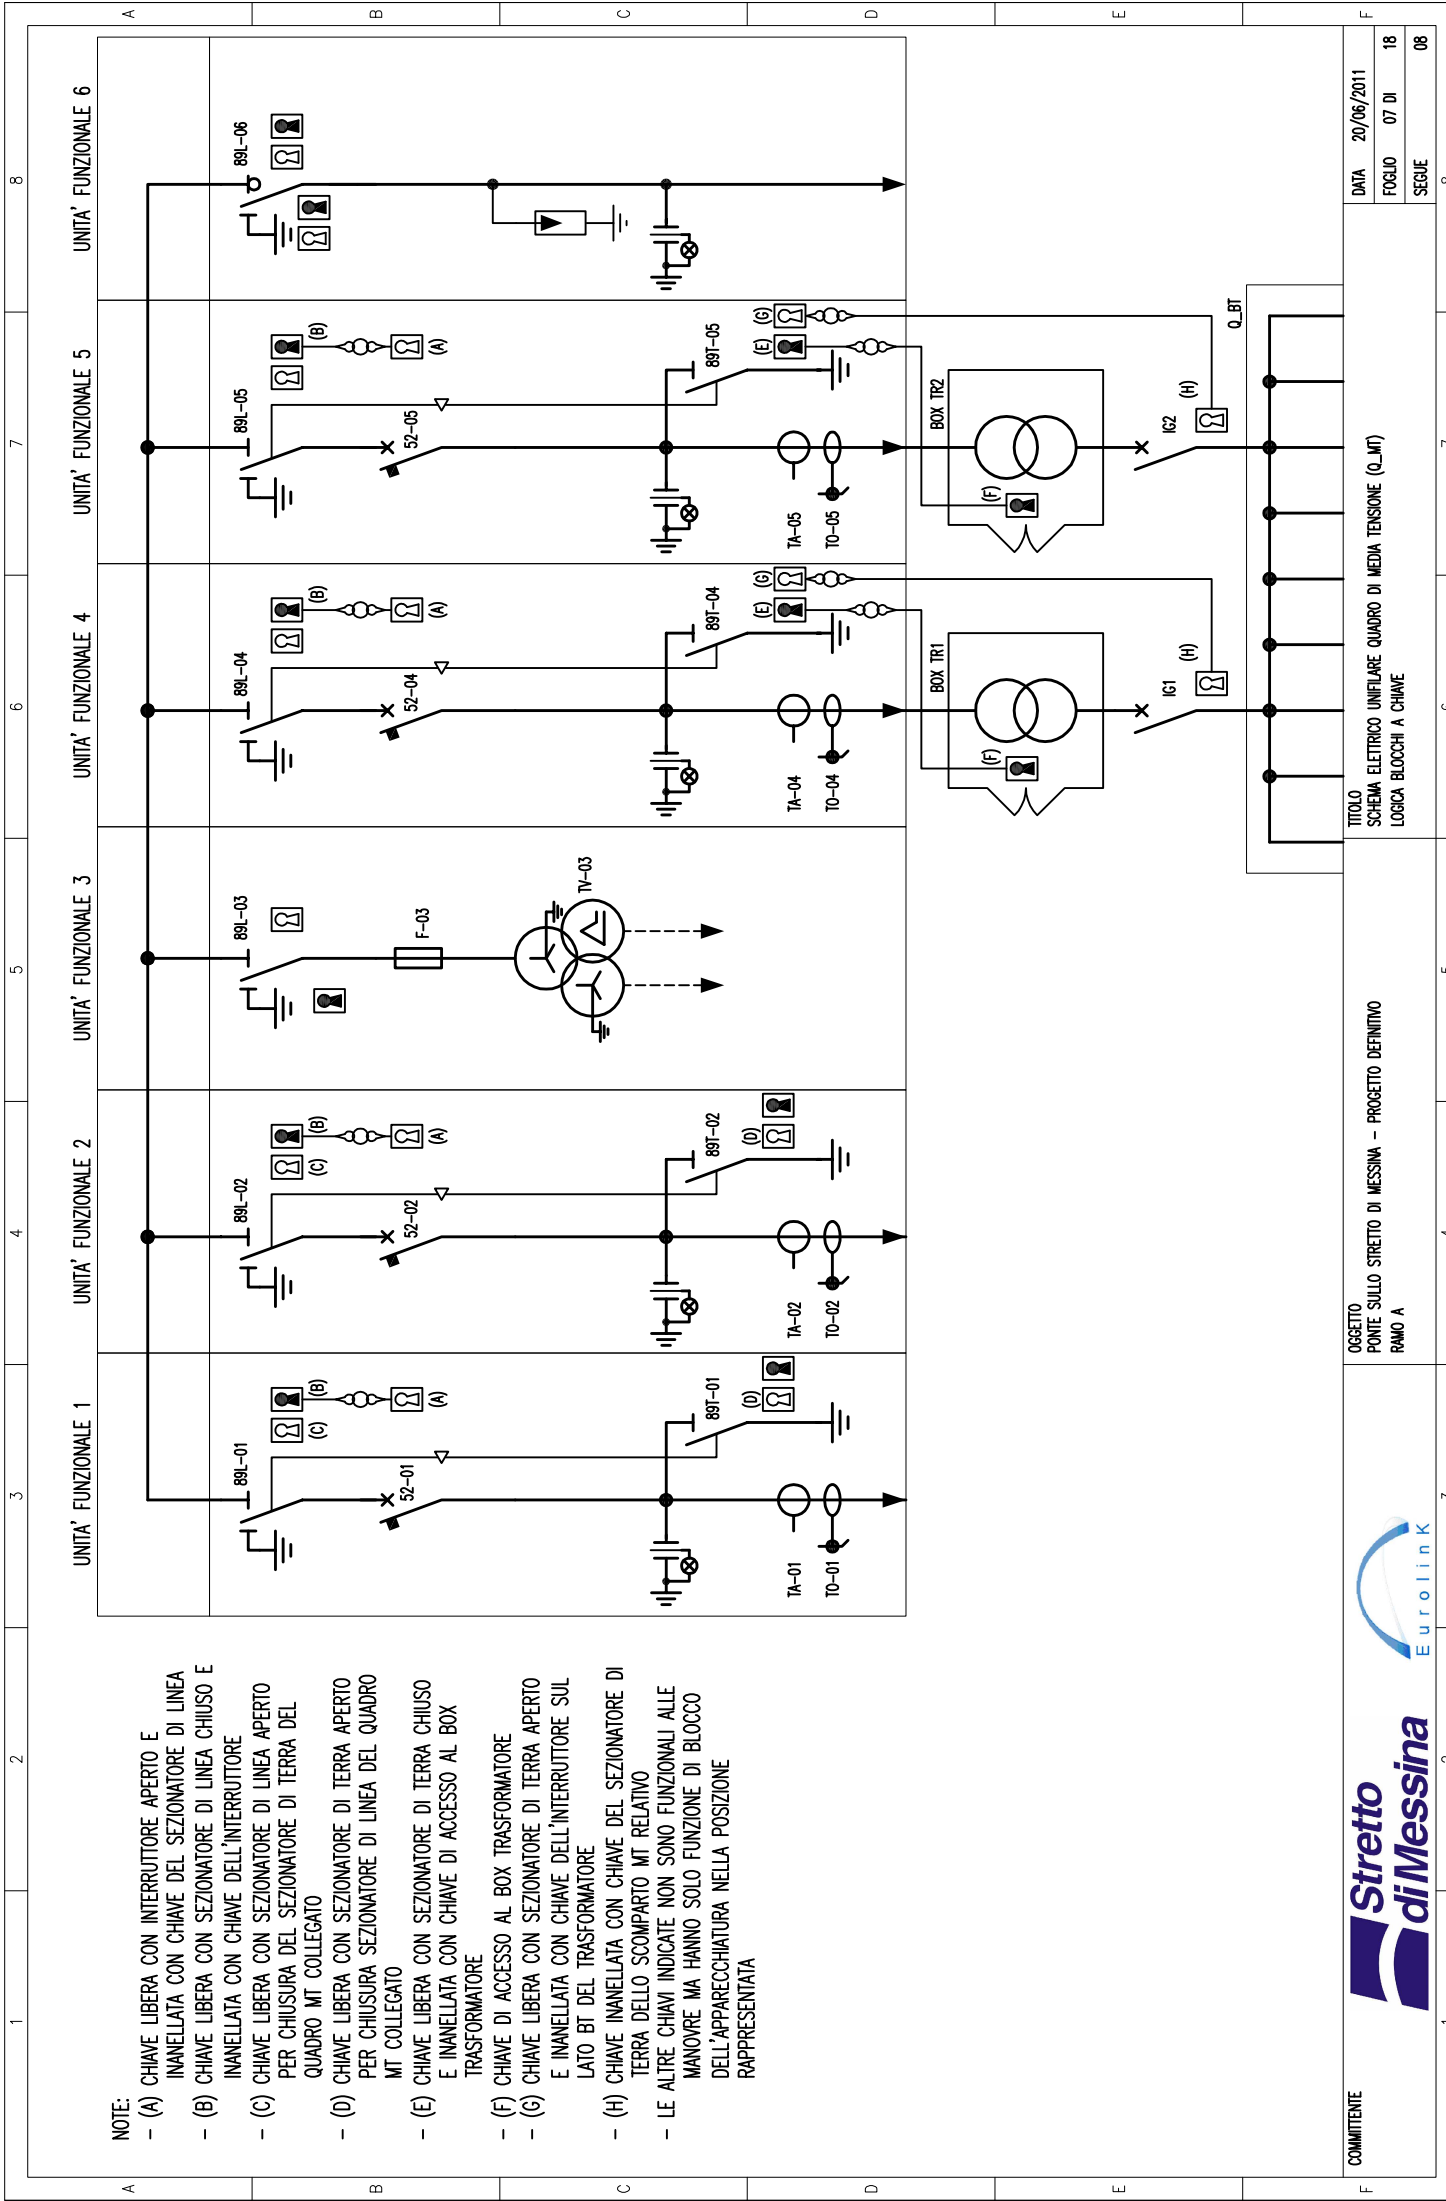 1 2 3 4 5 6 7 8
A B C D E F
NOTE:
- (A) CHIAVE LIBERA CON INTERRUTTORE APERTO E
INANELLATA CON CHIAVE DEL SEZIONATORE DI LINEA
- (B) CHIAVE LIBERA CON SEZIONATORE DI LINEA CHIUSO E
INANELLATA CON CHIAVE DELL'INTERRUTTORE
- (C) CHIAVE LIBERA CON SEZIONATORE DI LINEA APERTO
PER CHIUSURA DEL SEZIONATORE DI TERRA DEL
QUADRO MT COLLEGATO
- (D) CHIAVE LIBERA CON SEZIONATORE DI TERRA APERTO
PER CHIUSURA SEZIONATORE DI LINEA DEL QUADRO
MT COLLEGATO
- (E) CHIAVE LIBERA CON SEZIONATORE DI TERRA CHIUSO
E INANELLATA CON CHIAVE DI ACCESSO AL BOX
TRASFORMATORE
- (F) CHIAVE DI ACCESSO AL BOX TRASFORMATORE
- (G) CHIAVE LIBERA CON SEZIONATORE DI TERRA APERTO
E INANELLATA CON CHIAVE DELL'INTERRUTTORE SUL
LATO BT DEL TRASFORMATORE
- (H) CHIAVE INANELLATA CON CHIAVE DEL SEZIONATORE DI
TERRA DELLO SCOMPARTO MT RELATIVO
- LE ALTRE CHIAVI INDICATE NON SONO FUNZIONALI ALLE
MANOVRE MA HANNO SOLO FUNZIONE DI BLOCCO
DELL'APPARECCHIATURA NELLA POSIZIONE
RAPPRESENTATA
UNITA' FUNZIONALE 1
89L-01
(C)
(B)
(A)
52-01
89T-01
(D)
TA-01
TO-01
UNITA' FUNZIONALE 2
89L-02
(C)
(B)
(A)
52-02
89T-02
(D)
TA-02
TO-02
UNITA' FUNZIONALE 3
89L-03
F-03
TV-03
UNITA' FUNZIONALE 4
89L-04
(B)
(A)
52-04
89T-04
(E)
(G)
TA-04
TO-04
BOX TR1
(F)
IG1
(H)
UNITA' FUNZIONALE 5
89L-05
(B)
(A)
52-05
89T-05
(E)
(G)
TA-05
TO-05
BOX TR2
(F)
IG2
(H)
Q_BT
UNITA' FUNZIONALE 6
89L-06
COMMITTENTE
Stretto
di Messina
EurolinK
OGGETTO
PONTE SULLO STRETTO DI MESSINA - PROGETTO DEFINITIVO
RAMO A
TITOLO
SCHEMA ELETTRICO UNIFILARE QUADRO DI MEDIA TENSIONE (Q_MT)
LOGICA BLOCCHI A CHIAVE
DATA 20/06/2011
FOGLIO 07 DI 18
SEGUE 08
A B C D E F